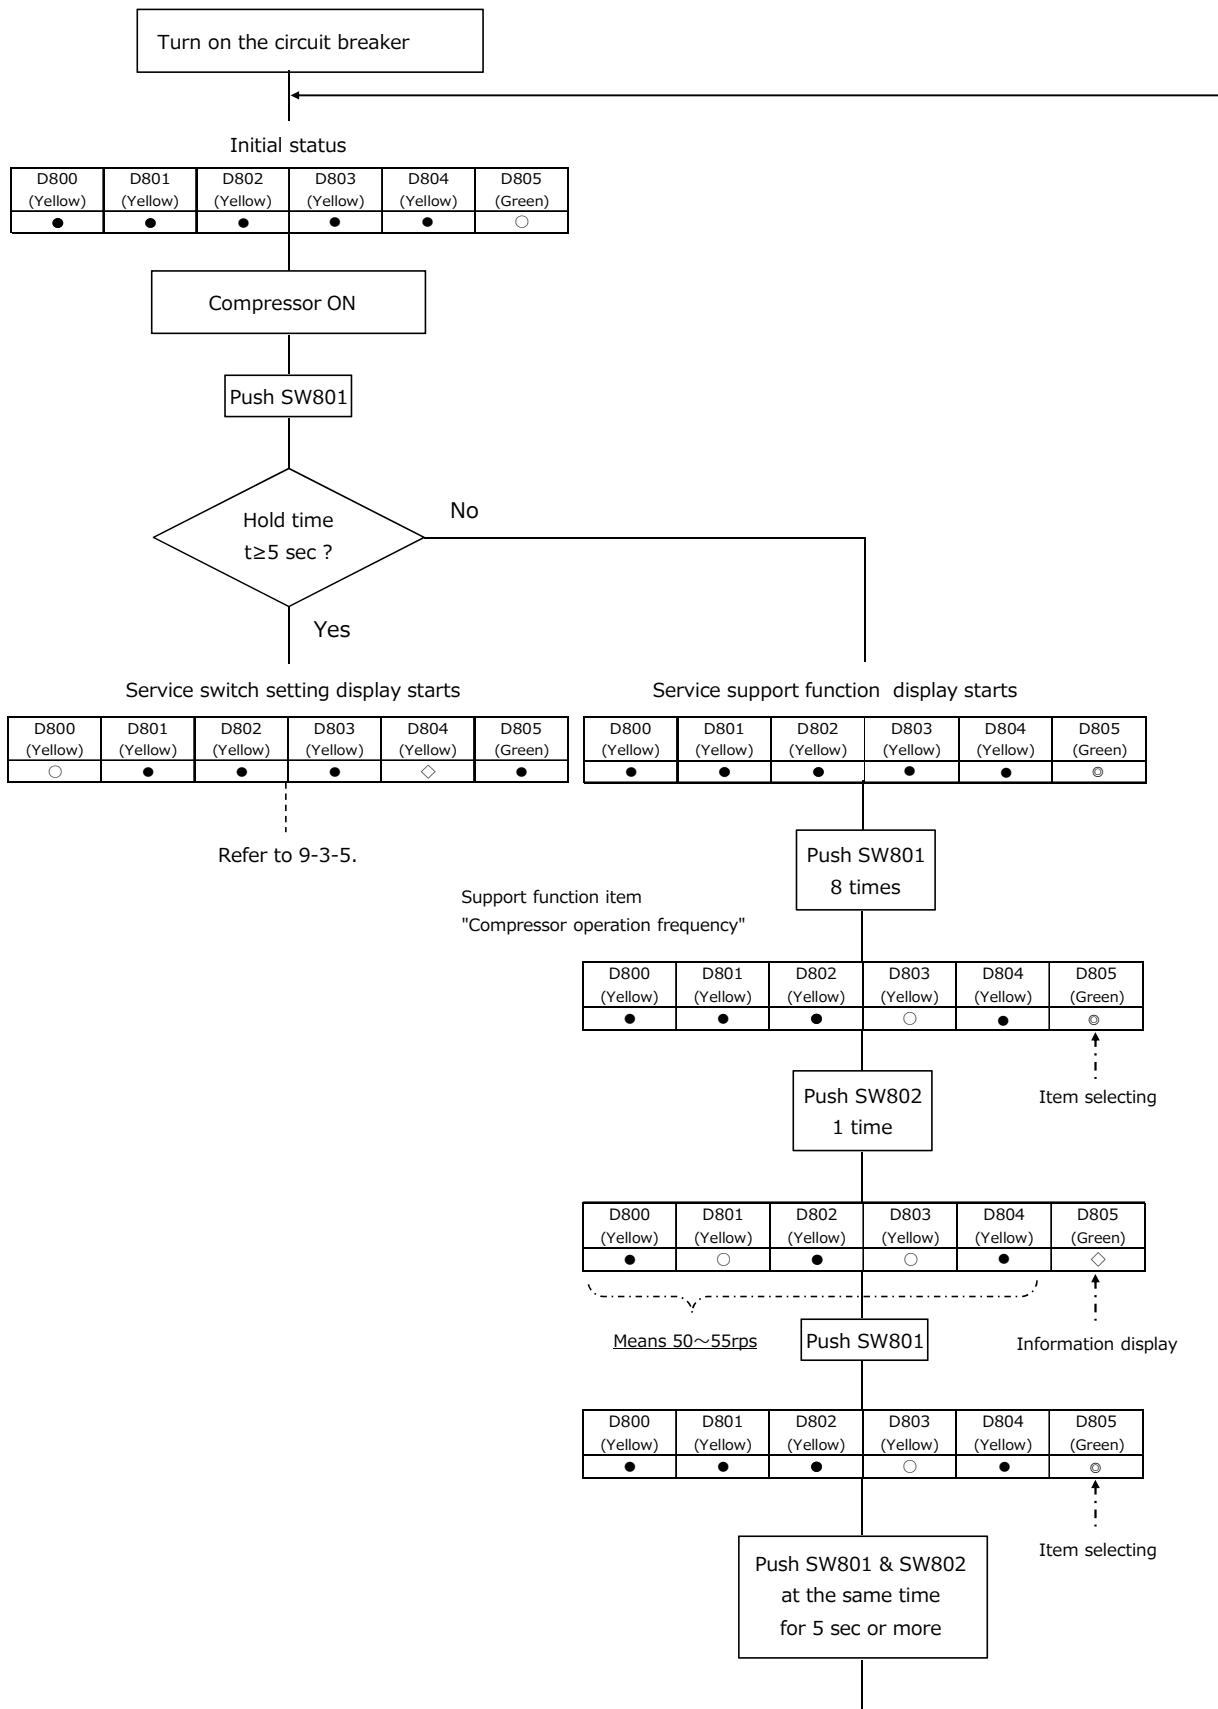 Turn on the circuit breaker
Initial status
D800 D801 D802 D803 D804 D805
(Yellow) (Yellow) (Yellow) (Yellow) (Yellow) (Green)
● ● ● ● ● ○
Compressor ON
Push SW801
Hold time
t≥5 sec ?
No
Yes
Service switch setting display starts
D800 D801 D802 D803 D804 D805
(Yellow) (Yellow) (Yellow) (Yellow) (Yellow) (Green)
○ ● ● ● ◇ ●
Refer to 9-3-5.
Service support function display starts
D800 D801 D802 D803 D804 D805
(Yellow) (Yellow) (Yellow) (Yellow) (Yellow) (Green)
● ● ● ● ● ◎
Push SW801
8 times
Support function item
"Compressor operation frequency"
D800 D801 D802 D803 D804 D805
(Yellow) (Yellow) (Yellow) (Yellow) (Yellow) (Green)
● ● ● ○ ● ◎
Item selecting
Push SW802
1 time
D800 D801 D802 D803 D804 D805
(Yellow) (Yellow) (Yellow) (Yellow) (Yellow) (Green)
● ○ ● ○ ● ◇
Means 50～55rps
Push SW801
Information display
D800 D801 D802 D803 D804 D805
(Yellow) (Yellow) (Yellow) (Yellow) (Yellow) (Green)
● ● ● ○ ● ◎
Item selecting
Push SW801 & SW802
at the same time
for 5 sec or more